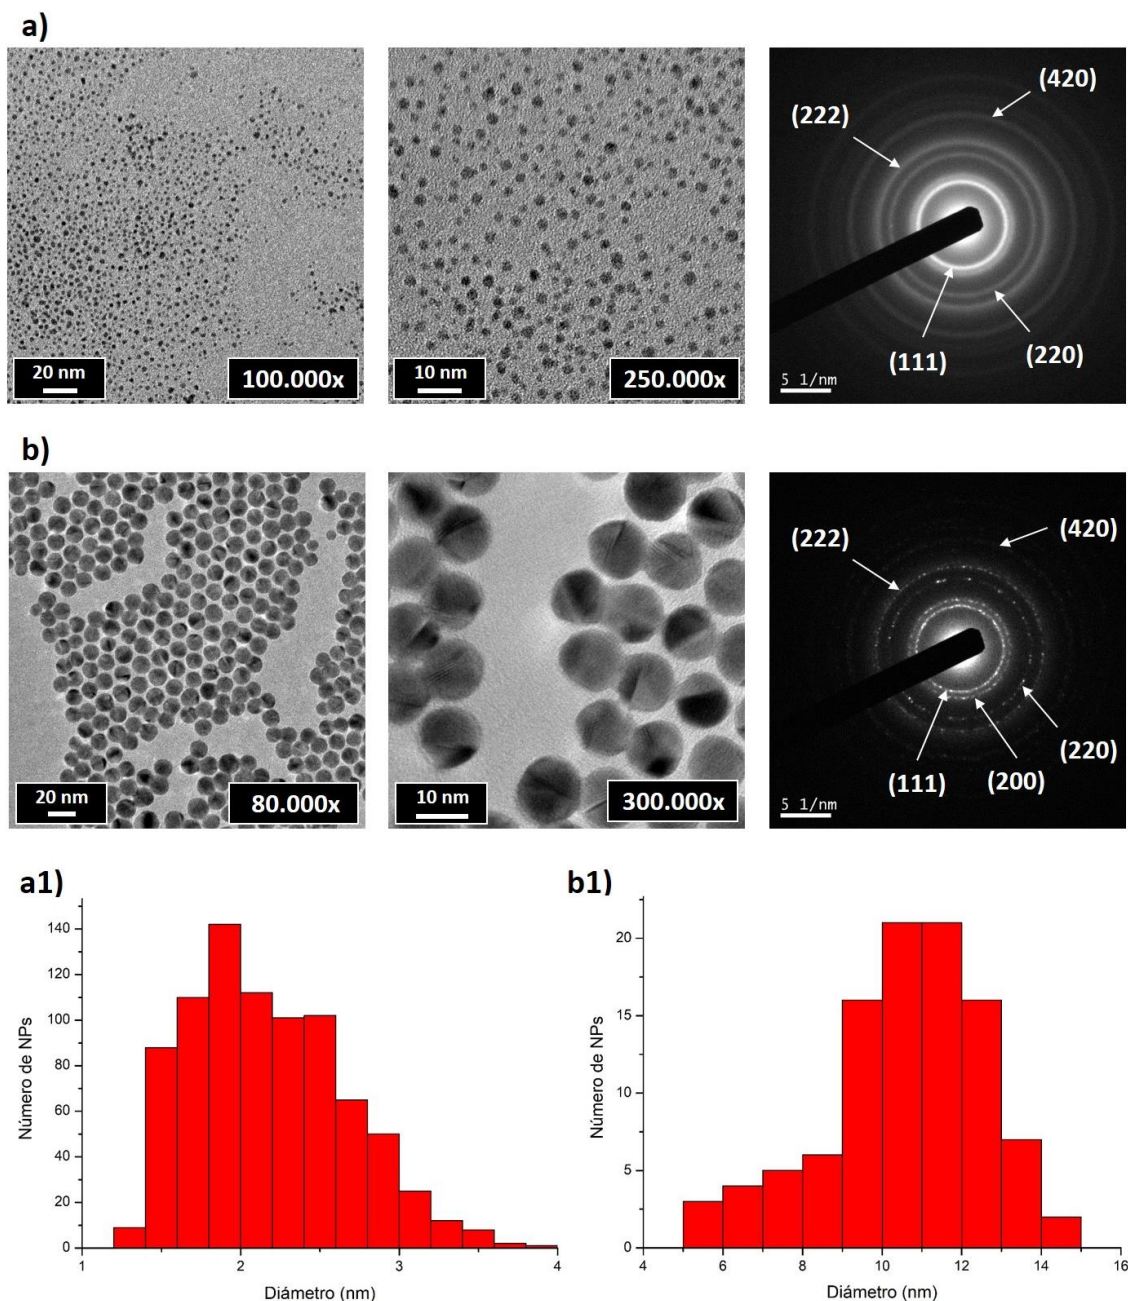 a)
20 nm
100.000x
10 nm
250.000x
(420)
(222)
(111)
(220)
5 1/nm
b)
20 nm
80.000x
10 nm
300.000x
(420)
(222)
(220)
(111)
(200)
5 1/nm
a1)
140
120
100
80
60
40
20
0
1
2
3
4
Número de NPs
Diámetro (nm)
b1)
20
15
10
5
0
4
6
8
10
12
14
16
Número de NPs
Diámetro (nm)